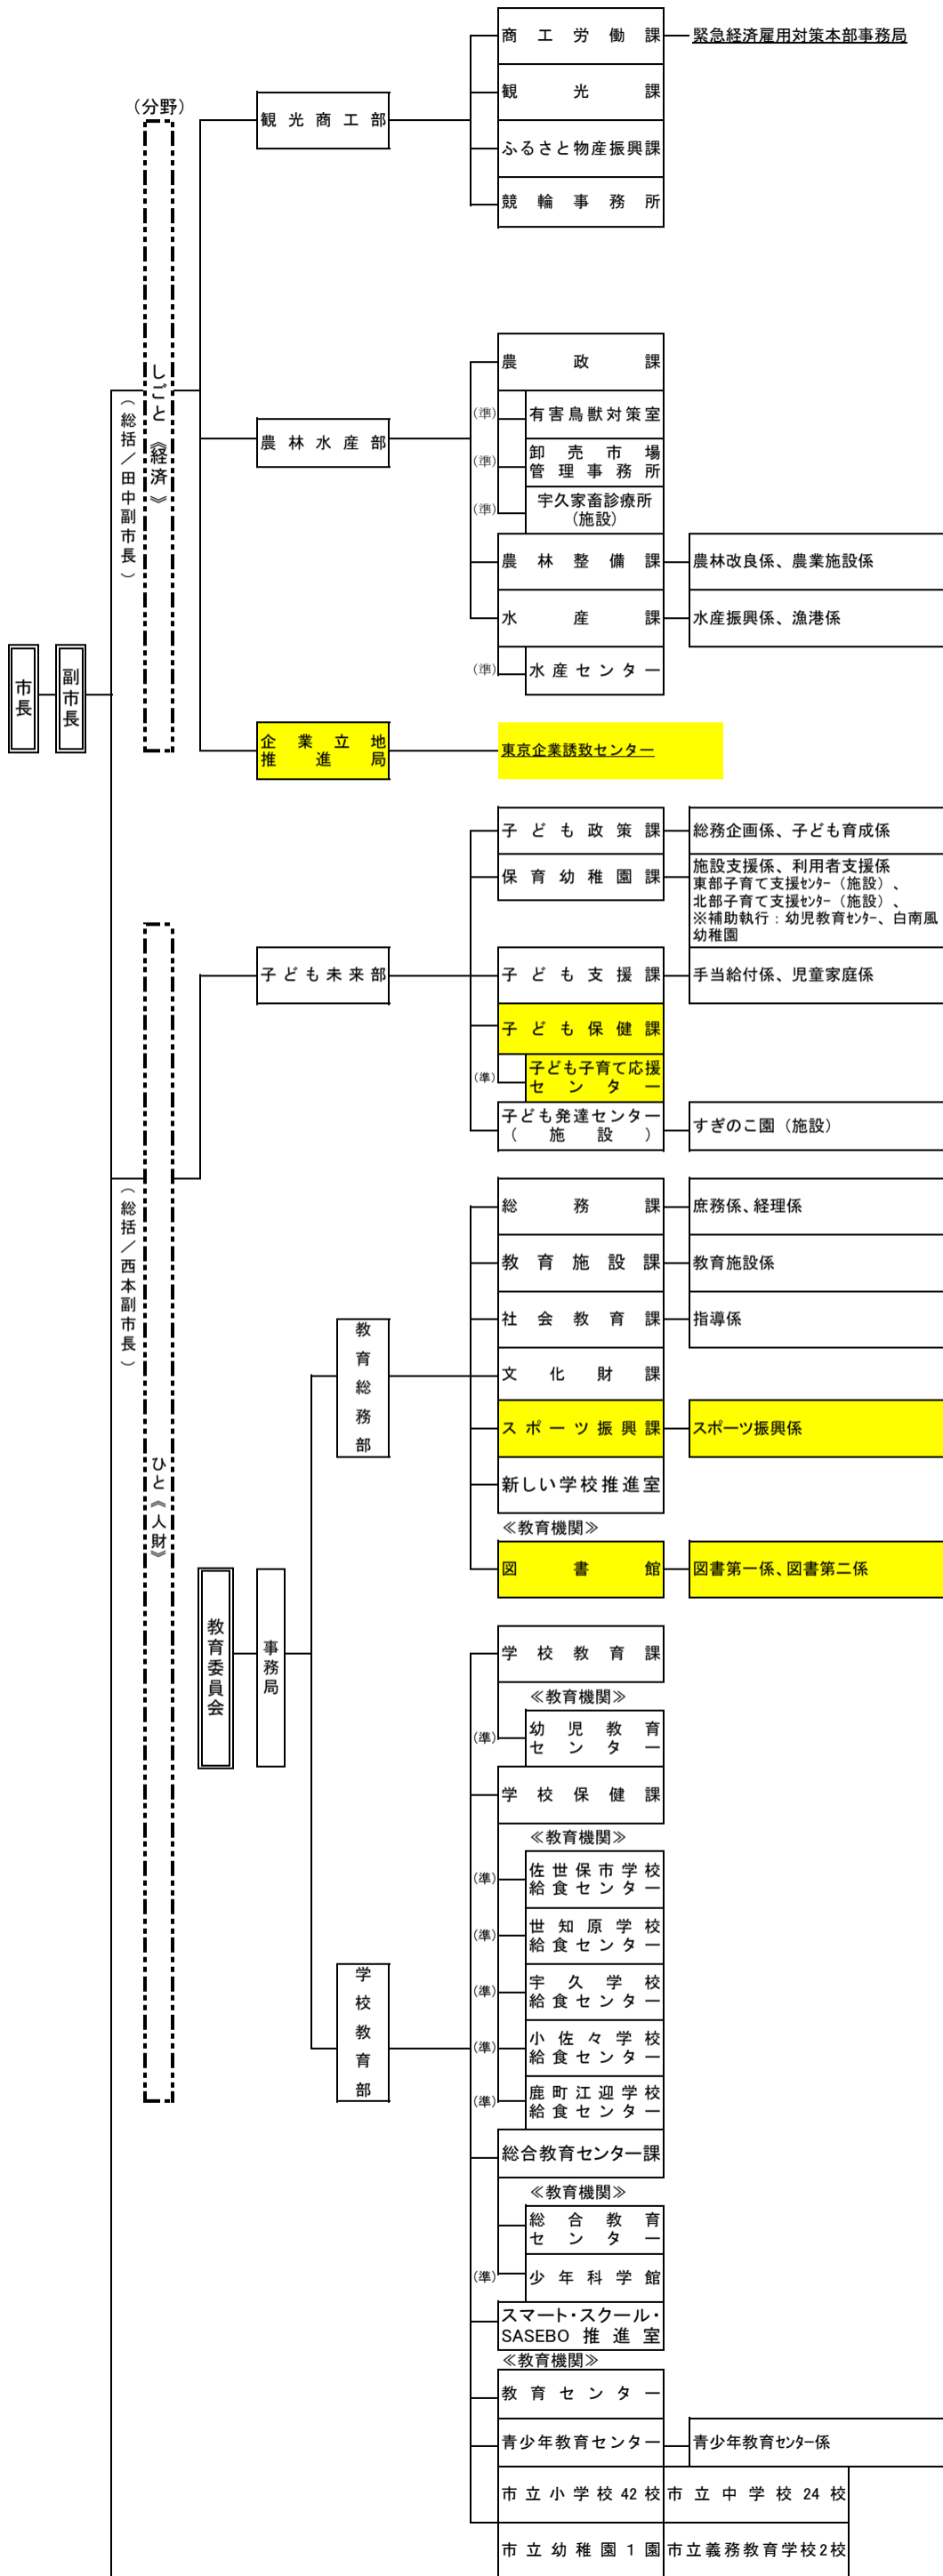 商工労働課
緊急経済雇用対策本部事務局
（分野）
観光商工部
観光課
ふるさと物産振興課
競輪事務所
しごと《経済》
（総括／田中副市長）
農林水産部
農政課
(準)
有害鳥獣対策室
(準)
卸売市場
管理事務所
(準)
宇久家畜診療所
(施設)
農林整備課
農林改良係、農業施設係
水産課
水産振興係、漁港係
(準)
水産センター
市長
副市長
企業立地
推進局
東京企業誘致センター
子ども政策課
総務企画係、子ども育成係
保育幼稚園課
施設支援係、利用者支援係
東部子育て支援ｾﾝﾀｰ（施設）、
北部子育て支援ｾﾝﾀｰ（施設）、
※補助執行：幼児教育ｾﾝﾀｰ、白南風
幼稚園
子ども未来部
子ども支援課
手当給付係、児童家庭係
子ども保健課
(準)
子ども子育て応援
センター
子ども発達センター
（施設）
すぎのこ園（施設）
（総括／西本副市長）
ひと《人財》
総務課
庶務係、経理係
教育施設課
教育施設係
社会教育課
指導係
教育総務部
文化財課
スポーツ振興課
スポーツ振興係
新しい学校推進室
≪教育機関≫
図書館
図書第一係、図書第二係
教育委員会
事務局
学校教育課
≪教育機関≫
(準)
幼児教育
センター
学校保健課
≪教育機関≫
(準)
佐世保市学校
給食センター
(準)
世知原学校
給食センター
(準)
宇久学校
給食センター
学校教育部
(準)
小佐々学校
給食センター
(準)
鹿町江迎学校
給食センター
総合教育センター課
≪教育機関≫
総合教育
センター
(準)
少年科学館
スマート・スクール・
SASEBO 推進室
≪教育機関≫
教育センター
青少年教育センター
青少年教育ｾﾝﾀｰ係
市立小学校 42 校
市立中学校 24 校
市立幼稚園 1 園
市立義務教育学校2校